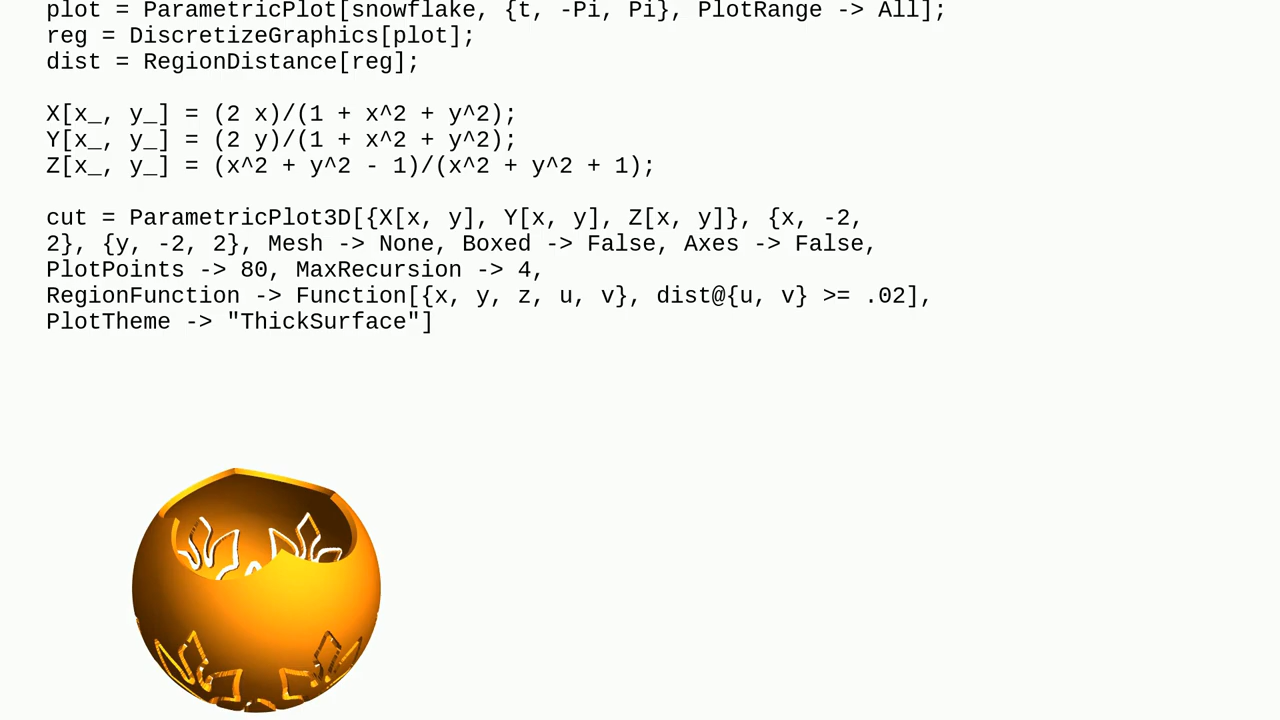 plot = ParametricPlot[snowflake, {t, -Pi, Pi}, PlotRange -> All];
reg = DiscretizeGraphics[plot];
dist = RegionDistance[reg];
X[x_, y_] = (2 x)/(1 + x^2 + y^2);
Y[x_, y_] = (2 y)/(1 + x^2 + y^2);
Z[x_, y_] = (x^2 + y^2 - 1)/(x^2 + y^2 + 1);
cut = ParametricPlot3D[{X[x, y], Y[x, y], Z[x, y]}, {x, -2,
2}, {y, -2, 2}, Mesh -> None, Boxed -> False, Axes -> False,
PlotPoints -> 80, MaxRecursion -> 4,
RegionFunction -> Function[{x, y, z, u, v}, dist@{u, v} >= .02],
PlotTheme -> "ThickSurface"]